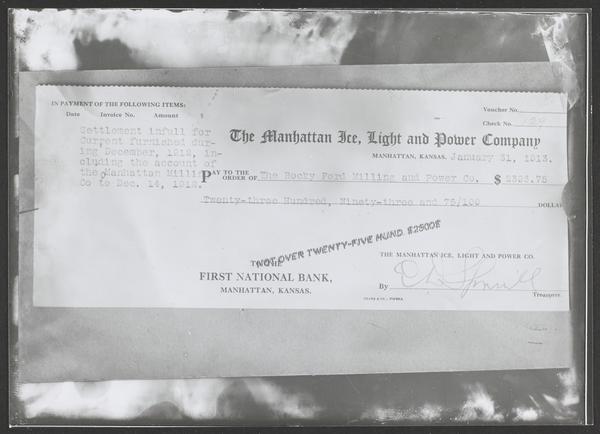 IN PAYMENT OF THE FOLLOWING ITEMS:
Date Invoice No. Amount $
Settlement infull for
Current furnished dur-
ing December, 1912, in-
cluding the account of
the Manhattan Milling
Co to Dec. 14, 1912.
Voucher No.
Check No.
The Manhattan Ice, Light and Power Company
MANHATTAN, KANSAS, January 31, 1913.
PAY TO THE
ORDER OF The Rocky Ford Milling and Power Co. $ 2393.75
Twenty-three Hundred, Ninety-three and 75/100 DOLLARS
NOT OVER TWENTY-FIVE HUND. $2500$
TO THE
FIRST NATIONAL BANK,
MANHATTAN, KANSAS.
THE MANHATTAN ICE, LIGHT AND POWER CO.
By
Treasurer.